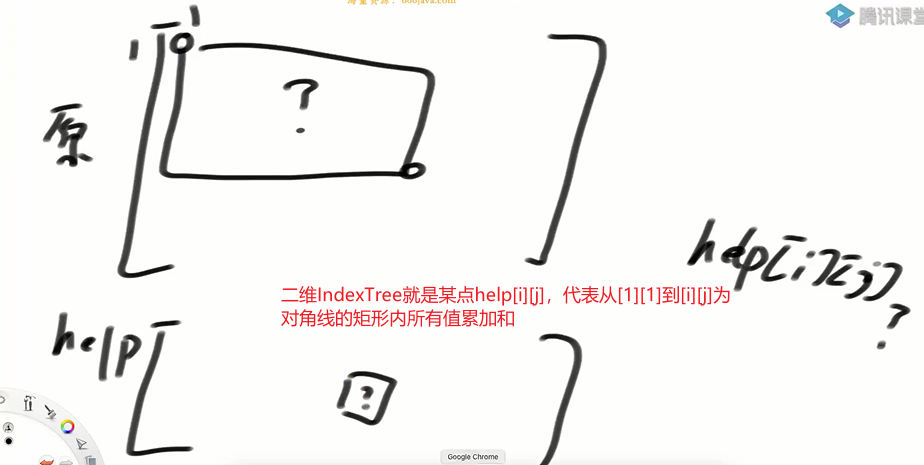 海量资源：666java.com
腾讯课堂
1
1
原
?
help[i][j]
?
二维IndexTree就是某点help[i][j]，代表从[1][1]到[i][j]为
对角线的矩形内所有值累加和
help
?
Google Chrome